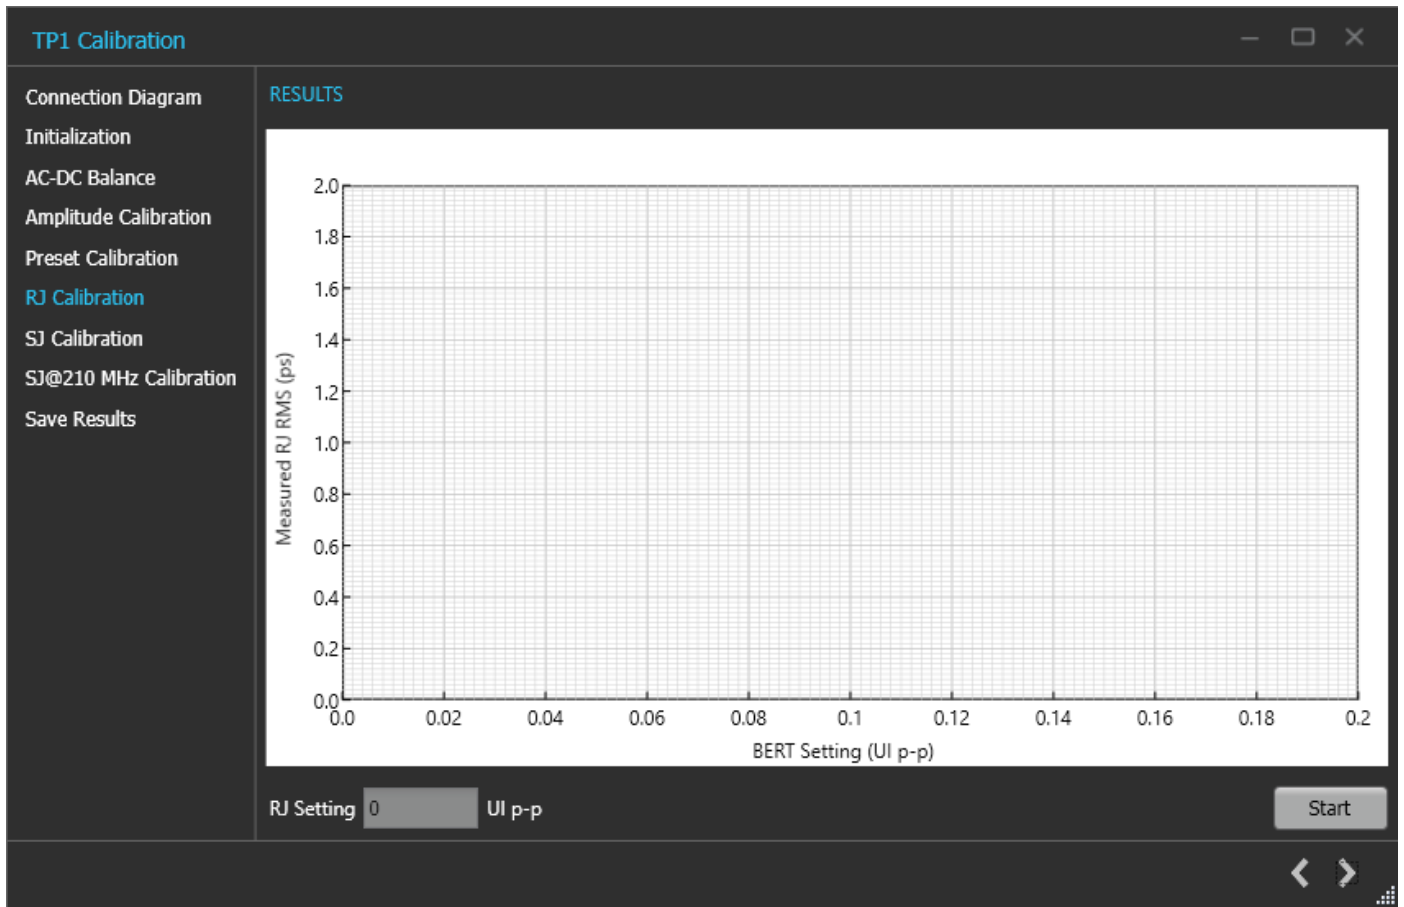 TP1 Calibration
Connection Diagram
Initialization
AC-DC Balance
Amplitude Calibration
Preset Calibration
RJ Calibration
SJ Calibration
SJ@210 MHz Calibration
Save Results
RESULTS
Measured RJ RMS (ps)
2.0
1.8
1.6
1.4
1.2
1.0
0.8
0.6
0.4
0.2
0.0
0.0 0.02 0.04 0.06 0.08 0.1 0.12 0.14 0.16 0.18 0.2
BERT Setting (UI p-p)
RJ Setting 0 UI p-p
Start